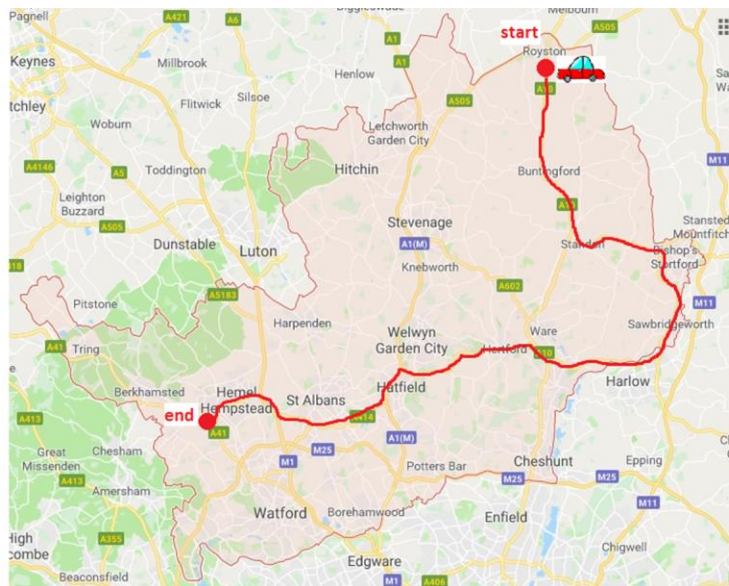 Pagnell
A421
A6
Biggleswade
Melbourn
A505
start
Royston
Keynes
Millbrook
A1
Henlow
A1
A10
Silsoe
Flitwick
A505
Letchworth
Garden City
Woburn
A5
Toddington
A4146
Hitchin
M11
Buntingford
Leighton
Buzzard
A505
A10
Stevenage
Stansted
Mountfitchet
Dunstable
Luton
A1(M)
Standon
Bishop's
Stortford
Knebworth
A602
A5183
Pitstone
M11
Harpenden
Welwyn
Garden City
Ware
Sawbridgeworth
A41
Tring
Hertford
A10
Berkhamsted
Hemel
Hempstead
St Albans
Hatfield
Harlow
end
A414
A41
A413
Great
Missenden
Chesham
M25
A1(M)
M1
Potters Bar
Cheshunt
Epping
A413
Amersham
M25
M25
Watford
Borehamwood
Enfield
High
A355
Chigwell
Edgware
Beaconsfield
A406